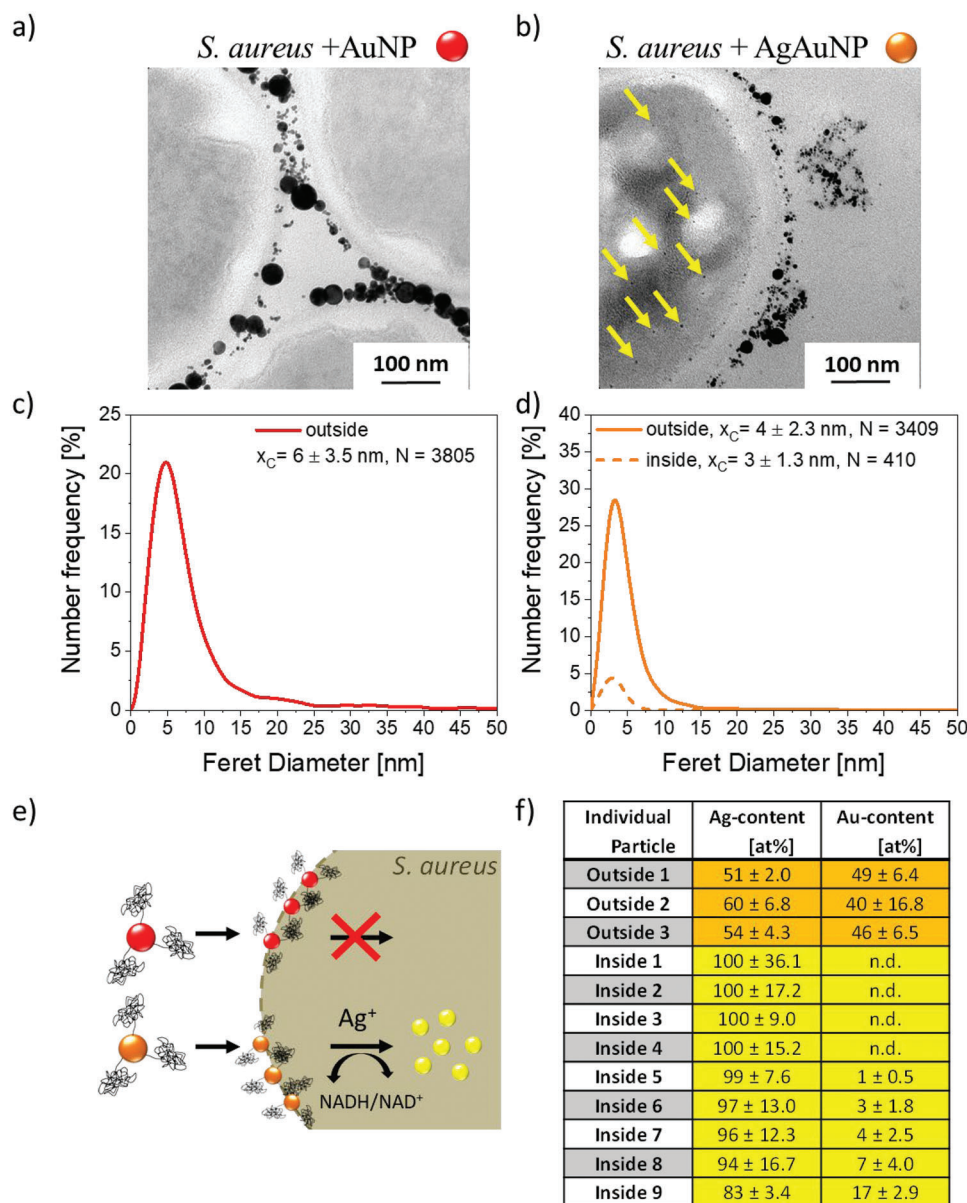 a)
S. aureus +AuNP
b)
S. aureus + AgAuNP
100 nm
100 nm
c)
25
20
15
10
5
0
Number frequency [%]
outside
xC= 6 ± 3.5 nm, N = 3805
0 5 10 15 20 25 30 35 40 45 50
Feret Diameter [nm]
d)
40
35
30
25
20
15
10
5
0
Number frequency [%]
outside, xC= 4 ± 2.3 nm, N = 3409
inside, xC= 3 ± 1.3 nm, N = 410
0 5 10 15 20 25 30 35 40 45 50
Feret Diameter [nm]
e)
S. aureus
Ag⁺
NADH/NAD⁺
f)
Individual Particle Ag-content [at%] Au-content [at%]
Outside 1 51 ± 2.0 49 ± 6.4
Outside 2 60 ± 6.8 40 ± 16.8
Outside 3 54 ± 4.3 46 ± 6.5
Inside 1 100 ± 36.1 n.d.
Inside 2 100 ± 17.2 n.d.
Inside 3 100 ± 9.0 n.d.
Inside 4 100 ± 15.2 n.d.
Inside 5 99 ± 7.6 1 ± 0.5
Inside 6 97 ± 13.0 3 ± 1.8
Inside 7 96 ± 12.3 4 ± 2.5
Inside 8 94 ± 16.7 7 ± 4.0
Inside 9 83 ± 3.4 17 ± 2.9